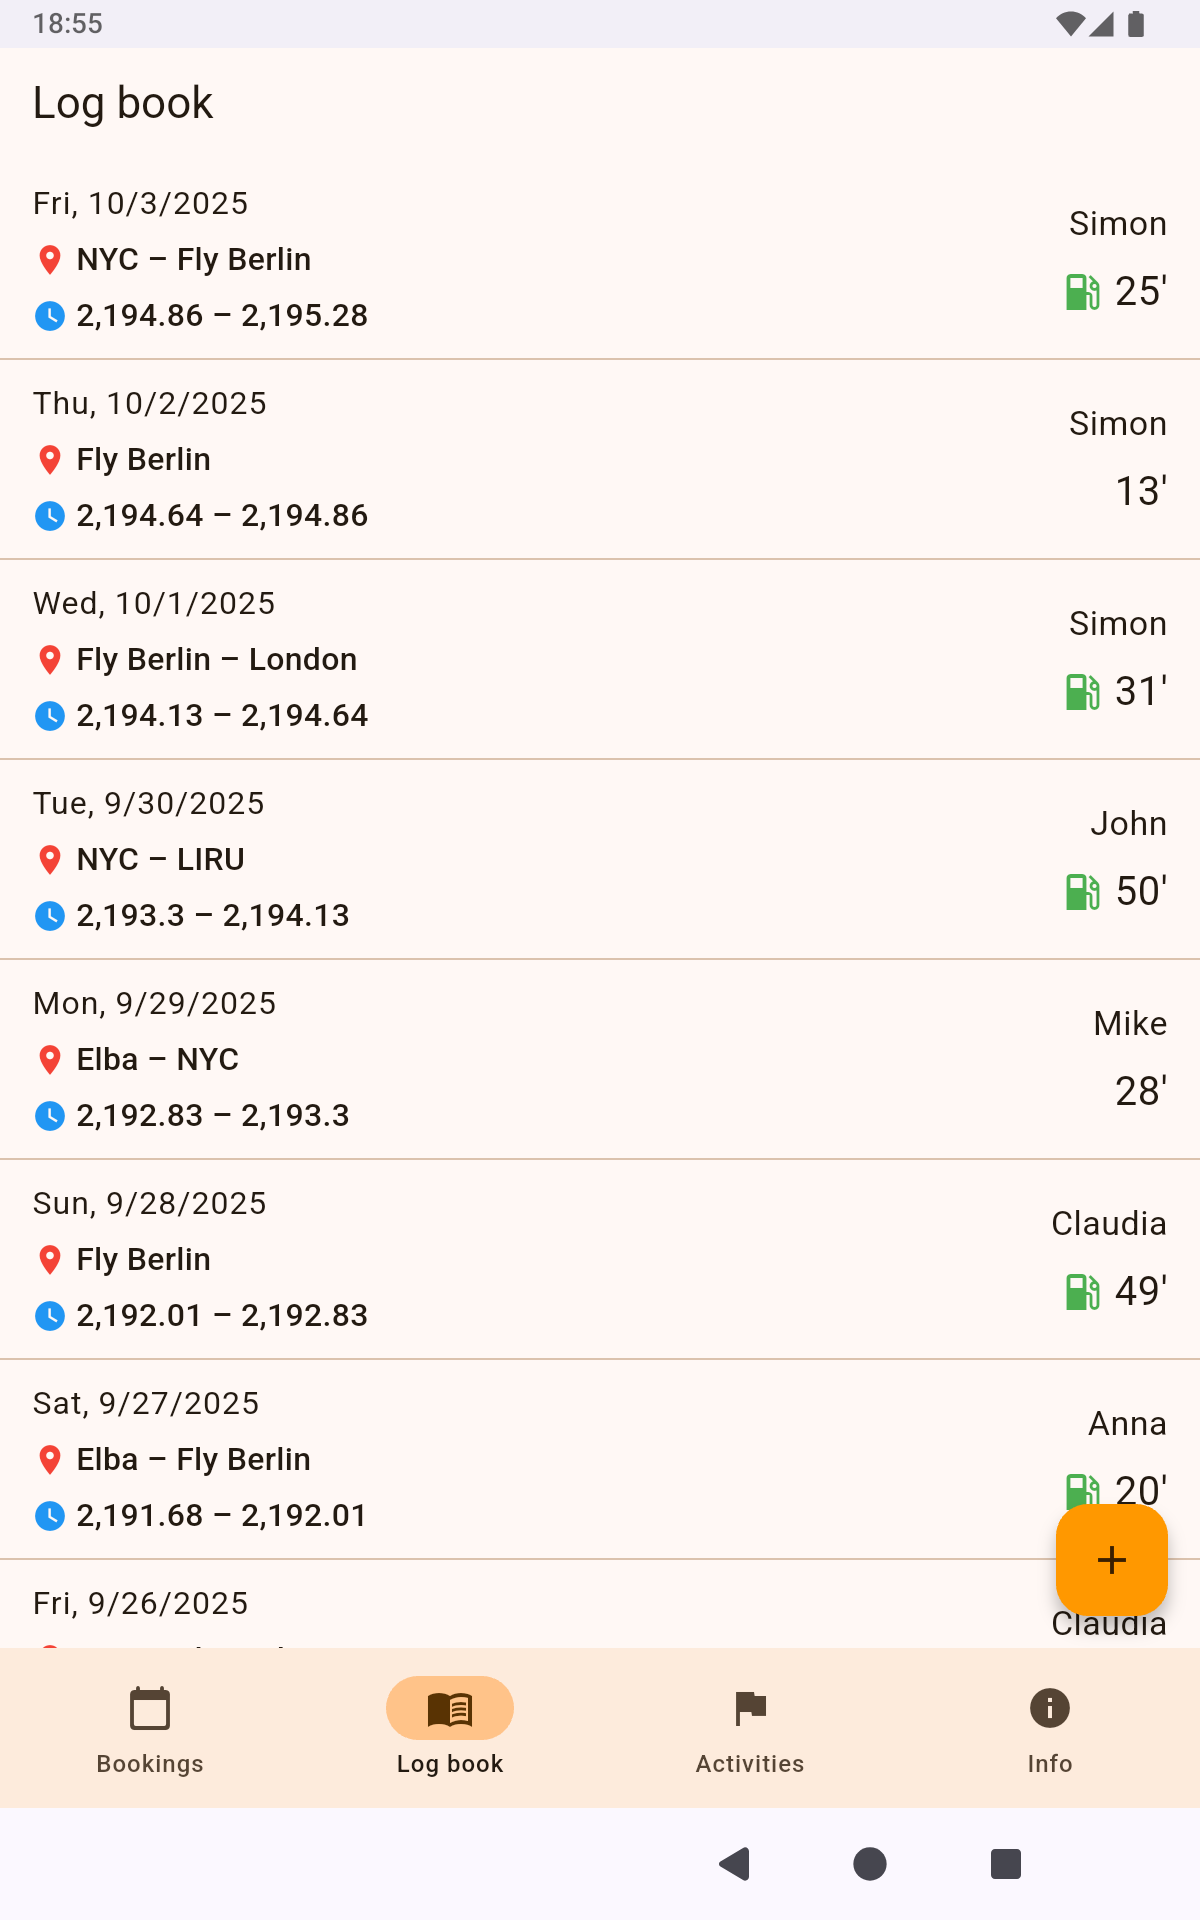 18:55
Log book
Fri, 10/3/2025
Simon
NYC – Fly Berlin
25'
2,194.86 – 2,195.28
Thu, 10/2/2025
Simon
Fly Berlin
13'
2,194.64 – 2,194.86
Wed, 10/1/2025
Simon
Fly Berlin – London
31'
2,194.13 – 2,194.64
Tue, 9/30/2025
John
NYC – LIRU
50'
2,193.3 – 2,194.13
Mon, 9/29/2025
Mike
Elba – NYC
28'
2,192.83 – 2,193.3
Sun, 9/28/2025
Claudia
Fly Berlin
49'
2,192.01 – 2,192.83
Sat, 9/27/2025
Anna
Elba – Fly Berlin
20'
2,191.68 – 2,192.01
Fri, 9/26/2025
Claudia
Bookings
Log book
Activities
Info